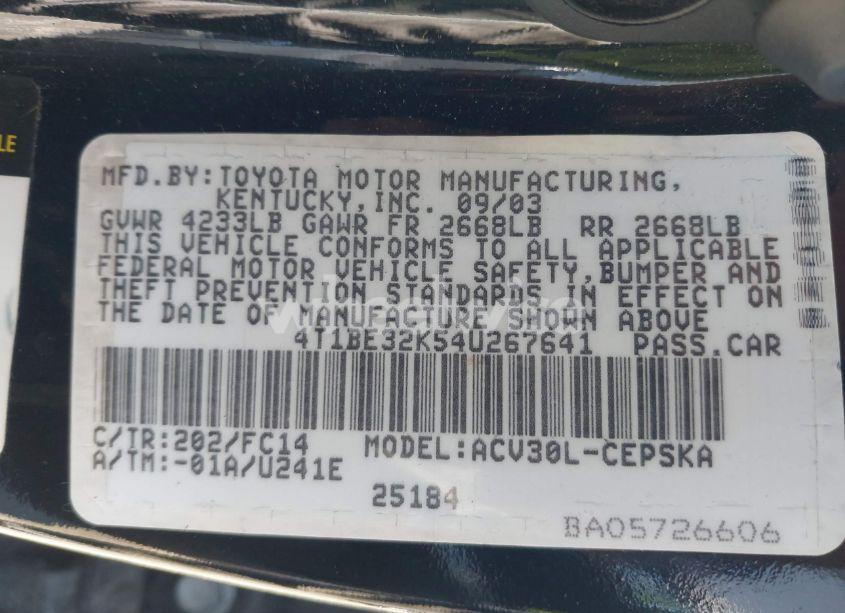 LE
MFD.BY:TOYOTA MOTOR MANUFACTURING,
KENTUCKY,INC. 09/03
GVWR 4233LB GAWR FR 2668LB RR 2668LB
THIS VEHICLE CONFORMS TO ALL APPLICABLE
FEDERAL MOTOR VEHICLE SAFETY,BUMPER AND
THEFT PREVENTION STANDARDS IN EFFECT ON
THE DATE OF MANUFACTURE SHOWN ABOVE
4T1BE32K54U267641 PASS.CAR
C/TR:202/FC14 MODEL:ACV30L-CEPSKA
A/TM:-01A/U241E
25184
BA05726606